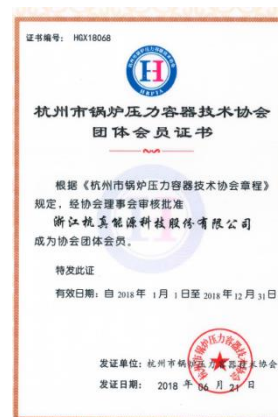 证书编号: HGX18068
杭州市锅炉压力容器技术协会
团体会员证书
根据《杭州市锅炉压力容器技术协会章程》
规定，经协会理事会审核批准
浙江杭真能源科技股份有限公司
成为协会团体会员。
特发此证
有效日期：自 2018 年 1 月 1 日至 2018 年 12 月 31 日
发证单位：杭州市锅炉压力容器技术协会
发证日期： 2018 年 06 月 21 日